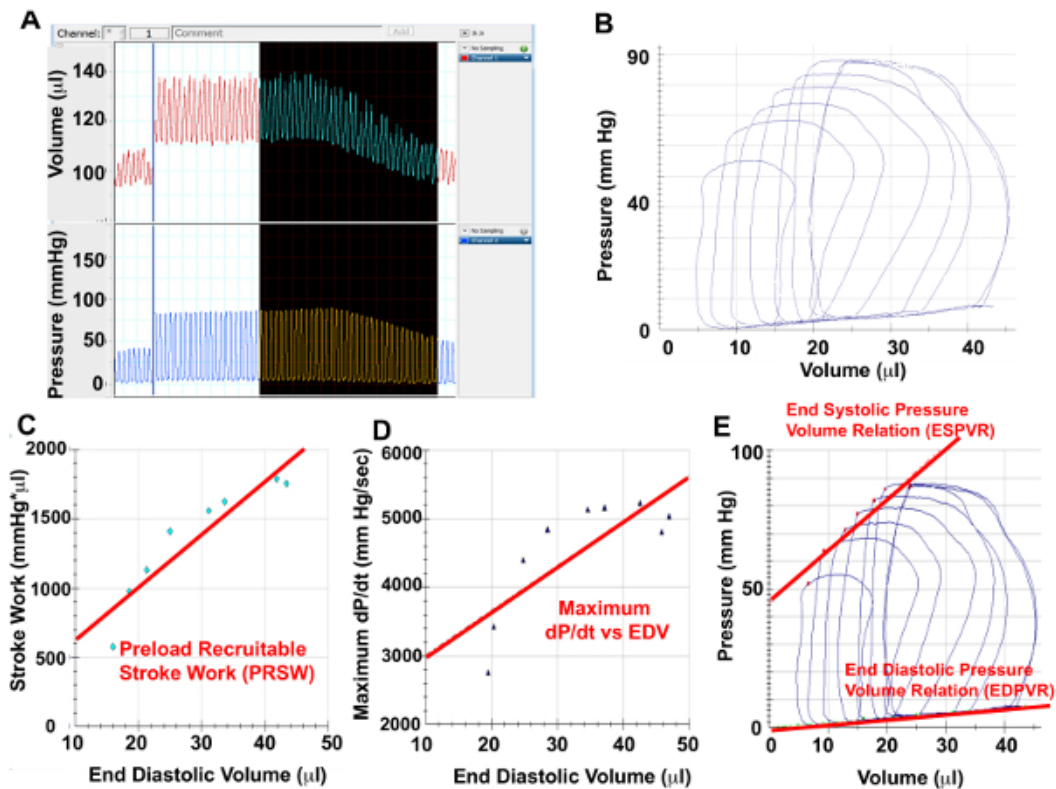 A
Channel: * 1 Comment Add
No Sampling
Channel 1
Volume (µl)
140
120
100
No Sampling
Channel 2
Pressure (mmHg)
150
100
50
0
B
Pressure (mm Hg)
90
40
0
0 10 20 30 40
Volume (µl)
C
Stroke Work (mmHg*µl)
2000
1500
1000
500
0
Preload Recruitable
Stroke Work (PRSW)
10 20 30 40 50
End Diastolic Volume (µl)
D
Maximum dP/dt (mm Hg/sec)
6000
5000
4000
3000
2000
Maximum
dP/dt vs EDV
10 20 30 40 50
End Diastolic Volume (µl)
E
End Systolic Pressure
Volume Relation (ESPVR)
Pressure (mm Hg)
100
50
0
End Diastolic Pressure
Volume Relation (EDPVR)
0 10 20 30 40
Volume (µl)